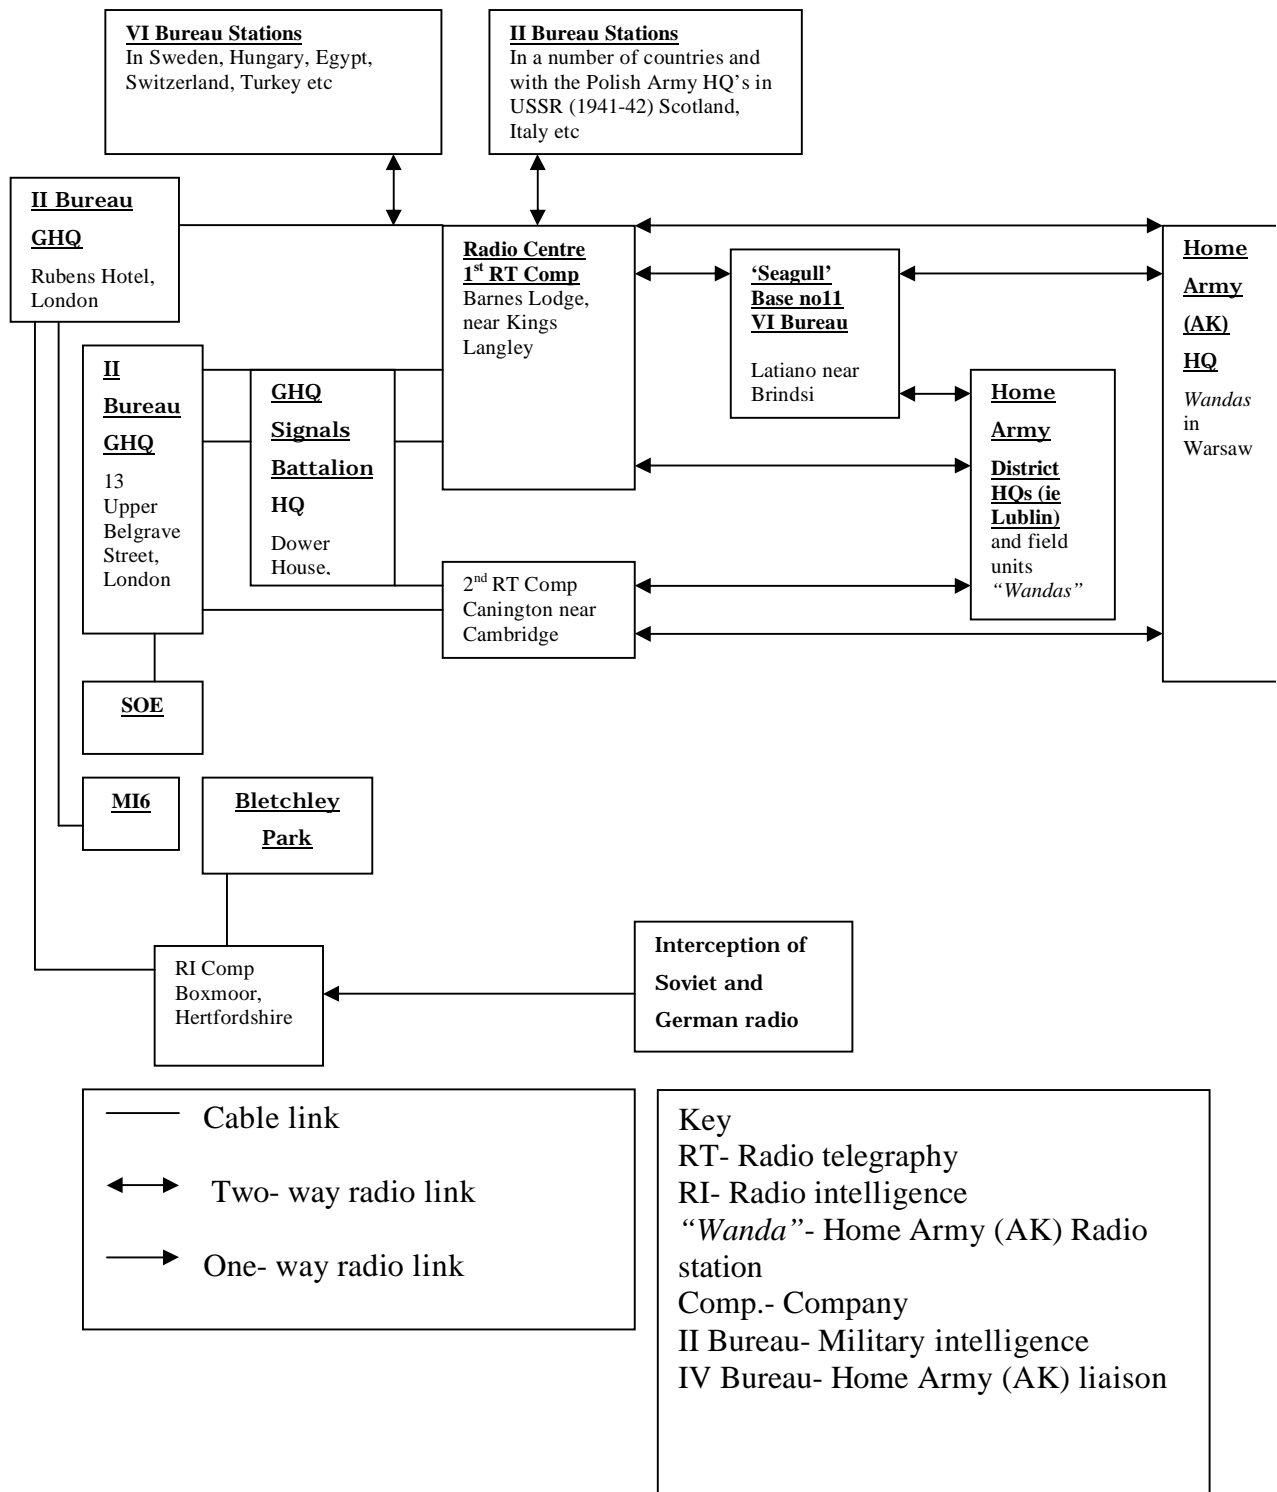 VI Bureau Stations
In Sweden, Hungary, Egypt,
Switzerland, Turkey etc
II Bureau Stations
In a number of countries and
with the Polish Army HQ's in
USSR (1941-42) Scotland,
Italy etc
II Bureau
GHQ
Rubens Hotel,
London
Radio Centre
1st RT Comp
Barnes Lodge,
near Kings
Langley
'Seagull'
Base no11
VI Bureau
Latiano near
Brindsi
Home
Army
(AK)
HQ
Wandas
in
Warsaw
II
Bureau
GHQ
13
Upper
Belgrave
Street,
London
GHQ
Signals
Battalion
HQ
Dower
House,
Home
Army
District
HQs (ie
Lublin)
and field
units
“Wandas”
2nd RT Comp
Canington near
Cambridge
SOE
MI6
Bletchley
Park
RI Comp
Boxmoor,
Hertfordshire
Interception of
Soviet and
German radio
Cable link
Two- way radio link
One- way radio link
Key
RT- Radio telegraphy
RI- Radio intelligence
“Wanda”- Home Army (AK) Radio
station
Comp.- Company
II Bureau- Military intelligence
IV Bureau- Home Army (AK) liaison